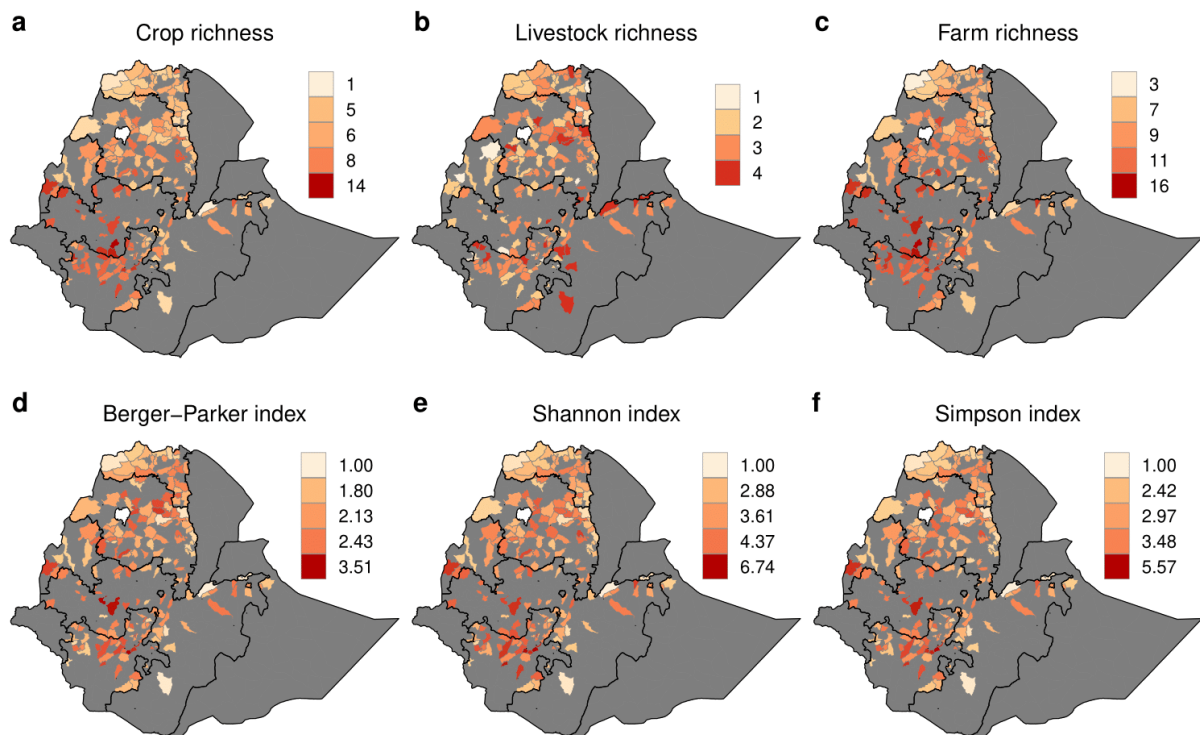 a
Crop richness
1
5
6
8
14
b
Livestock richness
1
2
3
4
c
Farm richness
3
7
9
11
16
d
Berger–Parker index
1.00
1.80
2.13
2.43
3.51
e
Shannon index
1.00
2.88
3.61
4.37
6.74
f
Simpson index
1.00
2.42
2.97
3.48
5.57